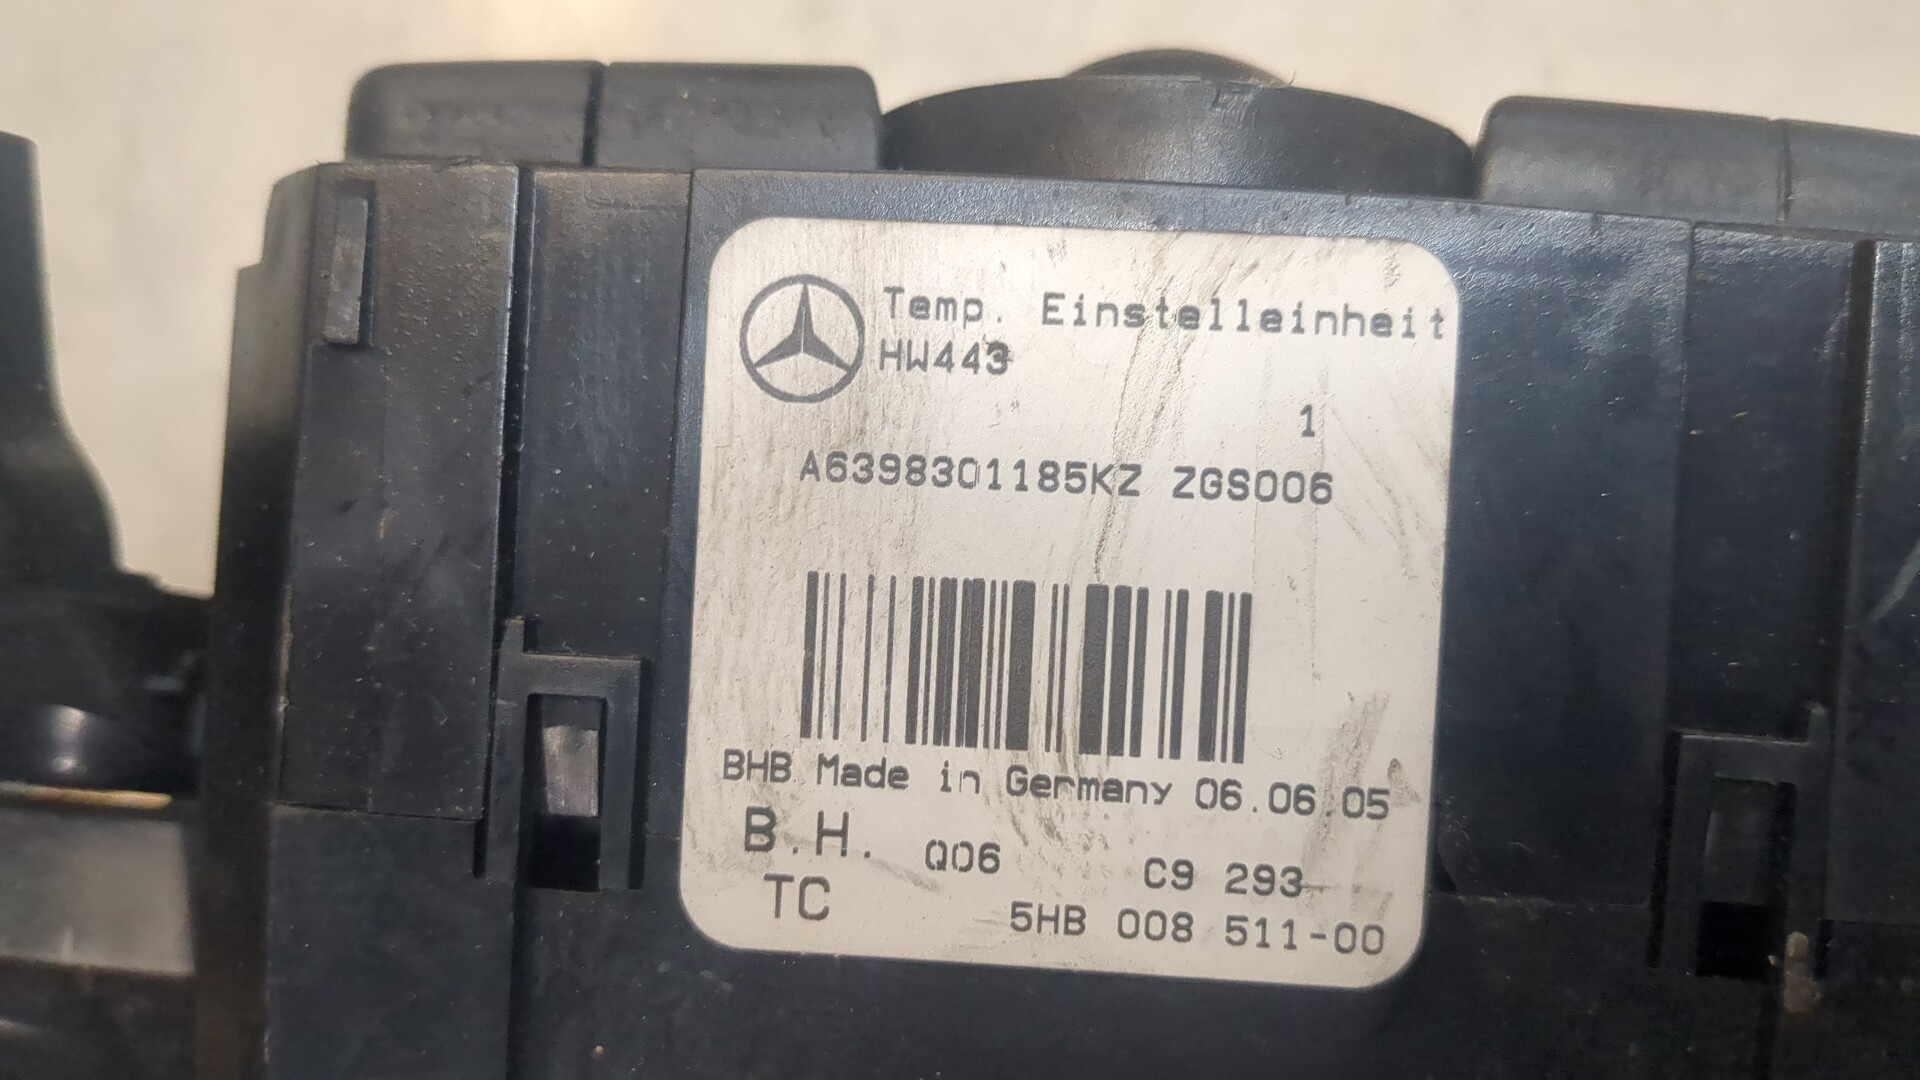 Temp. Einstelleinheit
HW443
1
A6398301185KZ ZGS006
BHB Made in Germany 06.06.05
B.H. Q06 C9 293
TC 5HB 008 511-00